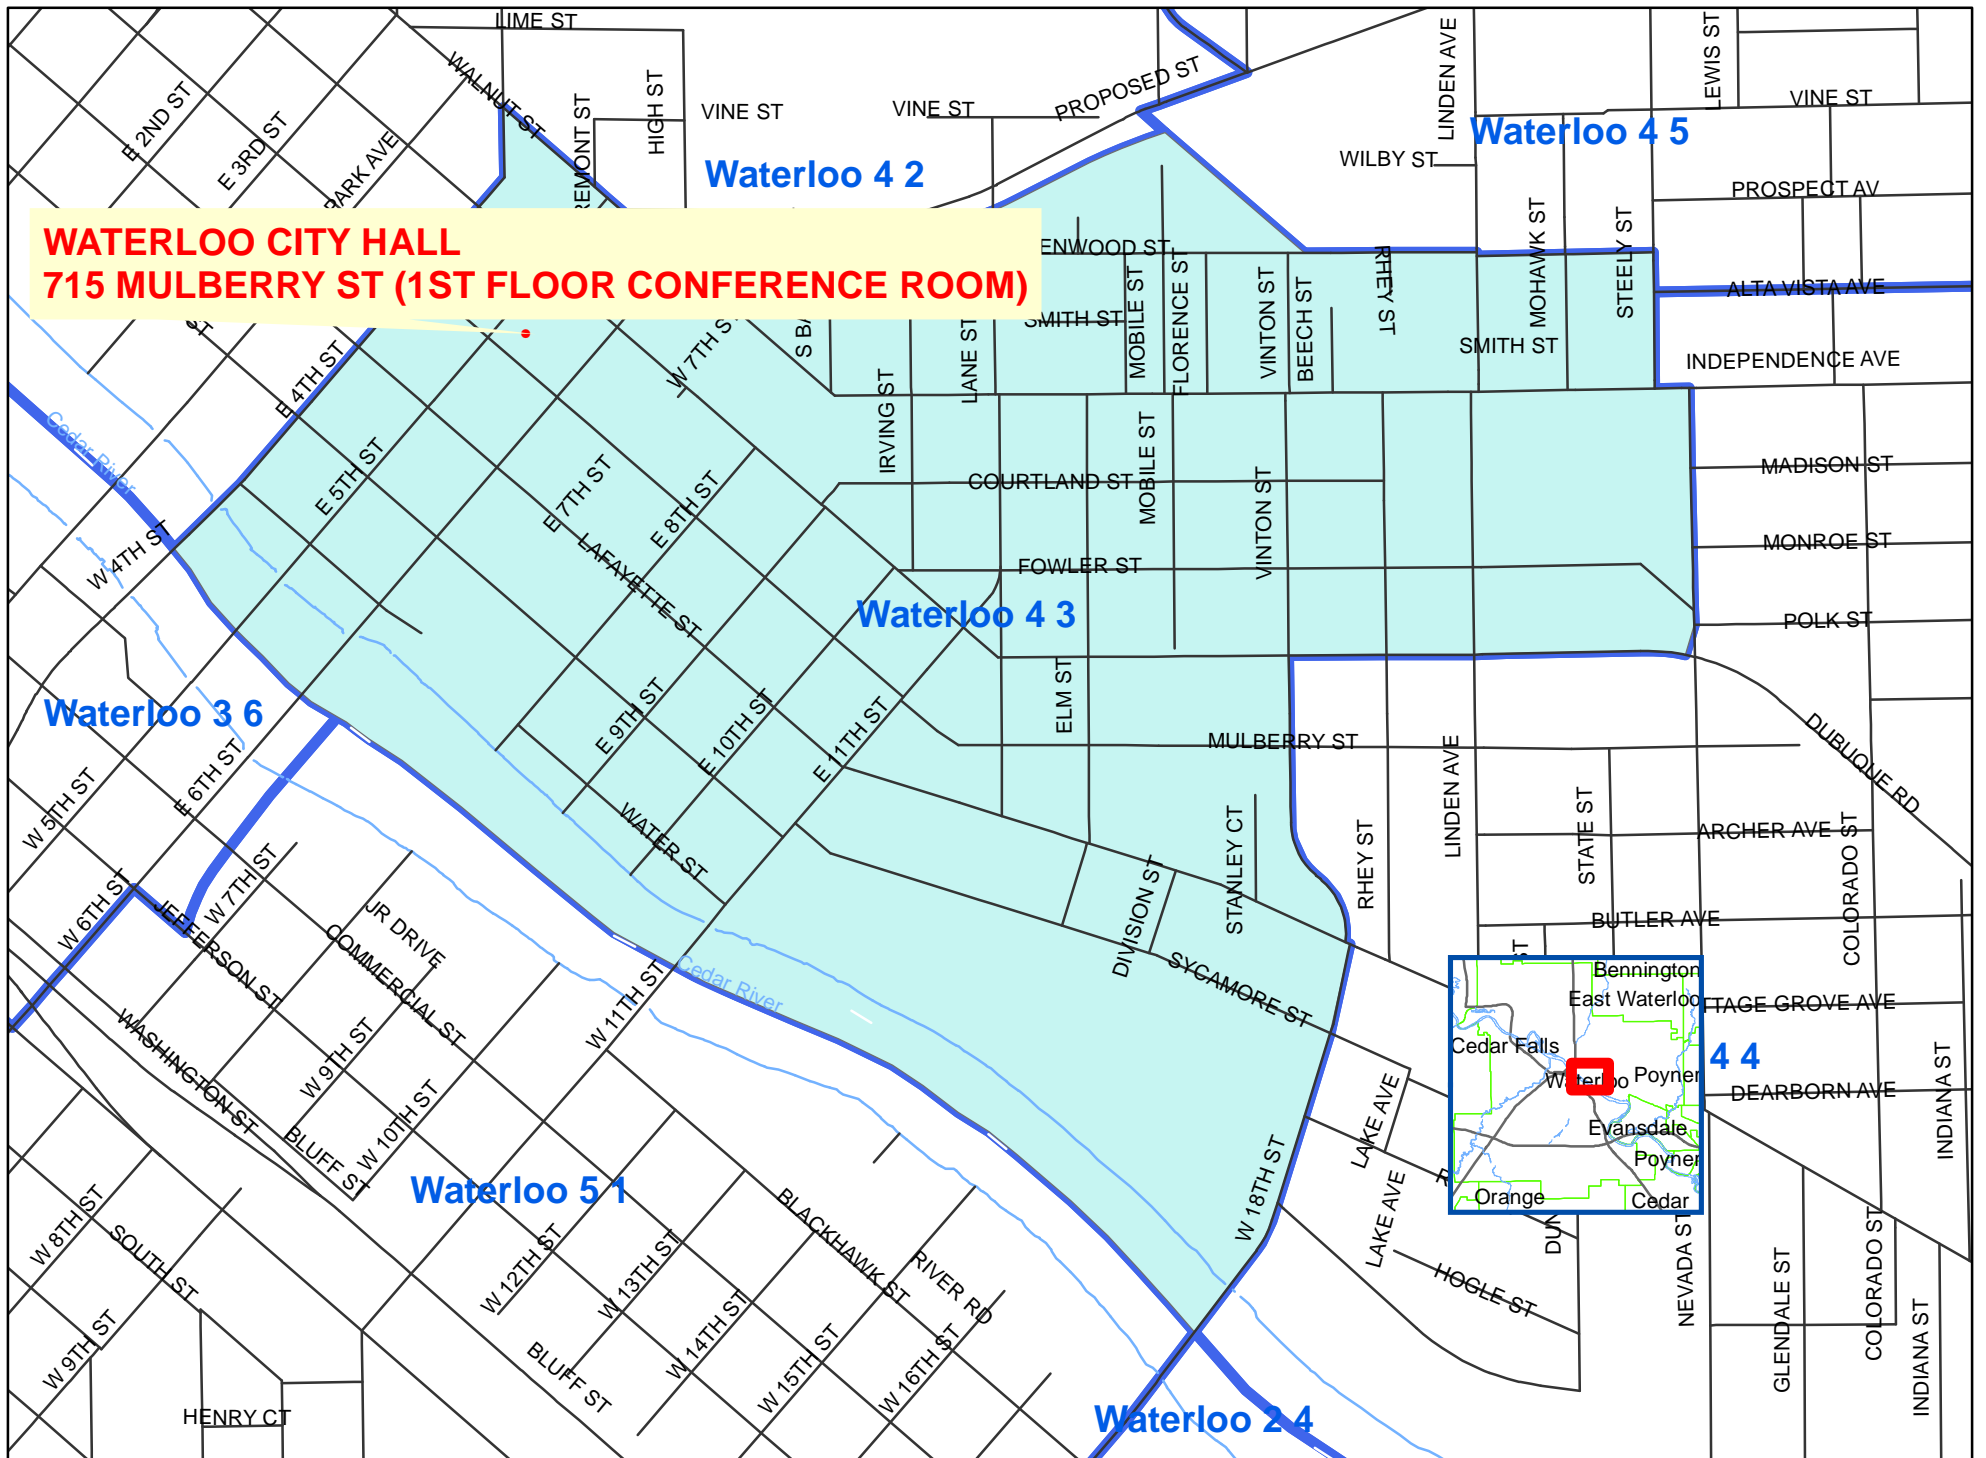 LIME ST
WALNUT ST
HIGH ST
VINE ST
VINE ST
PROPOSED ST
LINDEN AVE
LEWIS ST
VINE ST
Waterloo 4 5
E 2ND ST
E 3RD ST
PARK AVE
REMONT ST
Waterloo 4 2
WILBY ST
PROSPECT AV
WATERLOO CITY HALL
715 MULBERRY ST (1ST FLOOR CONFERENCE ROOM)
ENWOOD ST
MOBILE ST
FLORENCE ST
VINTON ST
BEECH ST
RHEY ST
MOHAWK ST
STEELY ST
ALTA VISTA AVE
ST
E 4TH ST
W 7TH ST
S BA
LANE ST
SMITH ST
SMITH ST
INDEPENDENCE AVE
Cedar River
E 5TH ST
E 7TH ST
E 8TH ST
IRVING ST
COURTLAND ST
MOBILE ST
VINTON ST
MADISON ST
W 4TH ST
LAFAYETTE ST
FOWLER ST
MONROE ST
Waterloo 4 3
POLK ST
Waterloo 3 6
E 6TH ST
E 9TH ST
E 10TH ST
E 11TH ST
ELM ST
MULBERRY ST
DUBUQUE RD
W 5TH ST
WATER ST
LINDEN AVE
STATE ST
ARCHER AVE
COLORADO ST
W 6TH ST
W 7TH ST
JEFFERSON ST
JR DRIVE
COMMERCIAL ST
DIVISION ST
STANLEY CT
RHEY ST
BUTLER AVE
ST
W 11TH ST
Cedar River
SYCAMORE ST
Bennington
East Waterloo
TTAGE GROVE AVE
WASHINGTON ST
W 9TH ST
Cedar Falls
Waterloo
Poyner
4 4
DEARBORN AVE
INDIANA ST
BLUFF ST
W 10TH ST
LAKE AVE
Evansdale
Poyner
Orange
Cedar
R
Waterloo 5 1
W 18TH ST
LAKE AVE
DUN
W 8TH ST
SOUTH ST
W 12TH ST
W 13TH ST
BLACKHAWK ST
RIVER RD
HOGLE ST
NEVADA ST
GLENDALE ST
COLORADO ST
INDIANA ST
W 9TH ST
BLUFF ST
W 14TH ST
W 15TH ST
W 16TH ST
HENRY CT
Waterloo 2 4